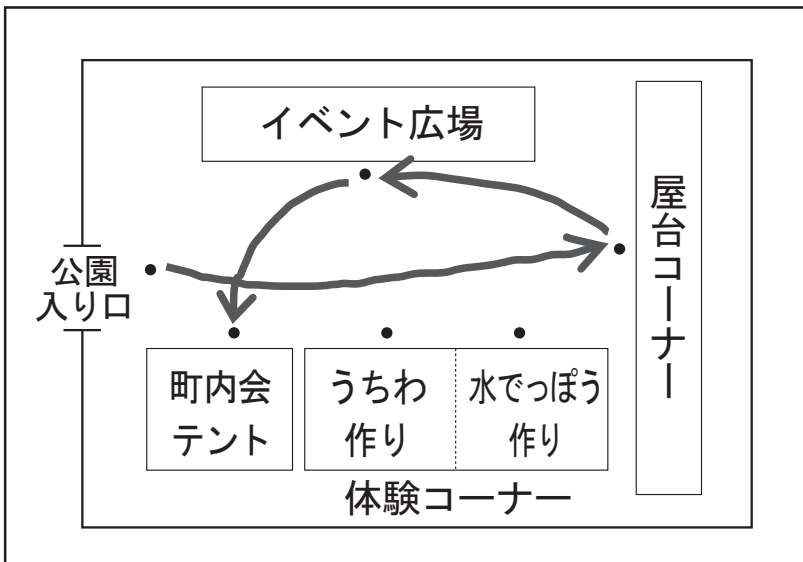 イベント広場
屋台コーナー
公園
入り口
町内会
テント
うちわ
作り
水でっぽう
作り
体験コーナー